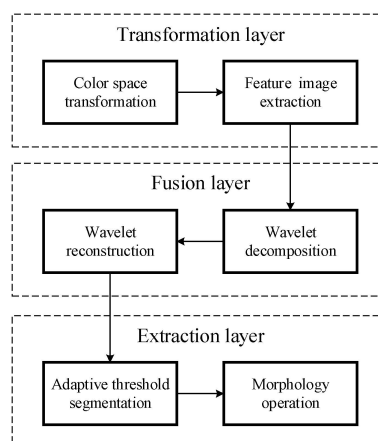 Transformation layer
Color space
transformation
Feature image
extraction
Fusion layer
Wavelet
reconstruction
Wavelet
decomposition
Extraction layer
Adaptive threshold
segmentation
Morphology
operation